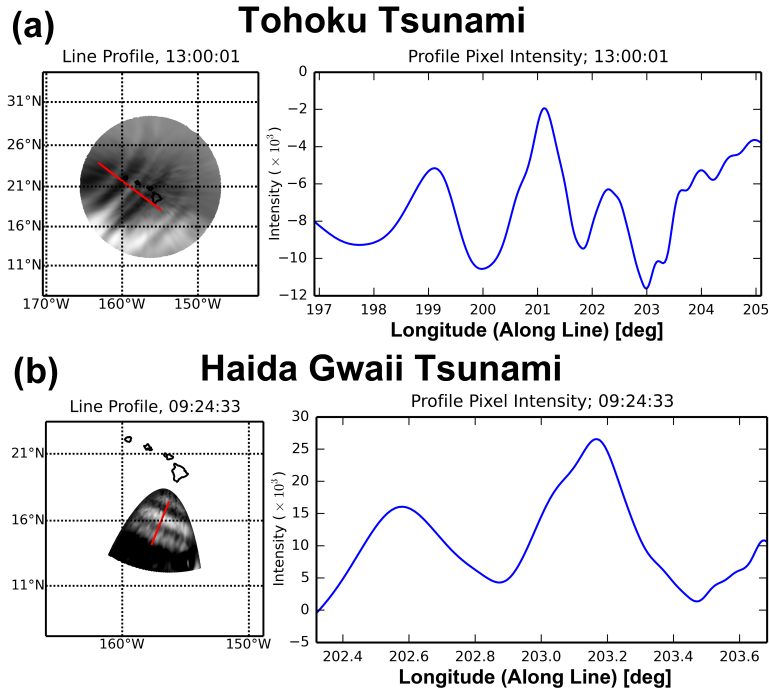 (a) Tohoku Tsunami
Line Profile, 13:00:01
31°N
26°N
21°N
16°N
11°N
170°W 160°W 150°W
Profile Pixel Intensity; 13:00:01
Intensity ( × 10³)
0
−2
−4
−6
−8
−10
−12
197 198 199 200 201 202 203 204 205
Longitude (Along Line) [deg]
(b) Haida Gwaii Tsunami
Line Profile, 09:24:33
21°N
16°N
11°N
160°W 150°W
Profile Pixel Intensity; 09:24:33
Intensity ( × 10³)
30
25
20
15
10
5
0
−5
202.4 202.6 202.8 203.0 203.2 203.4 203.6
Longitude (Along Line) [deg]